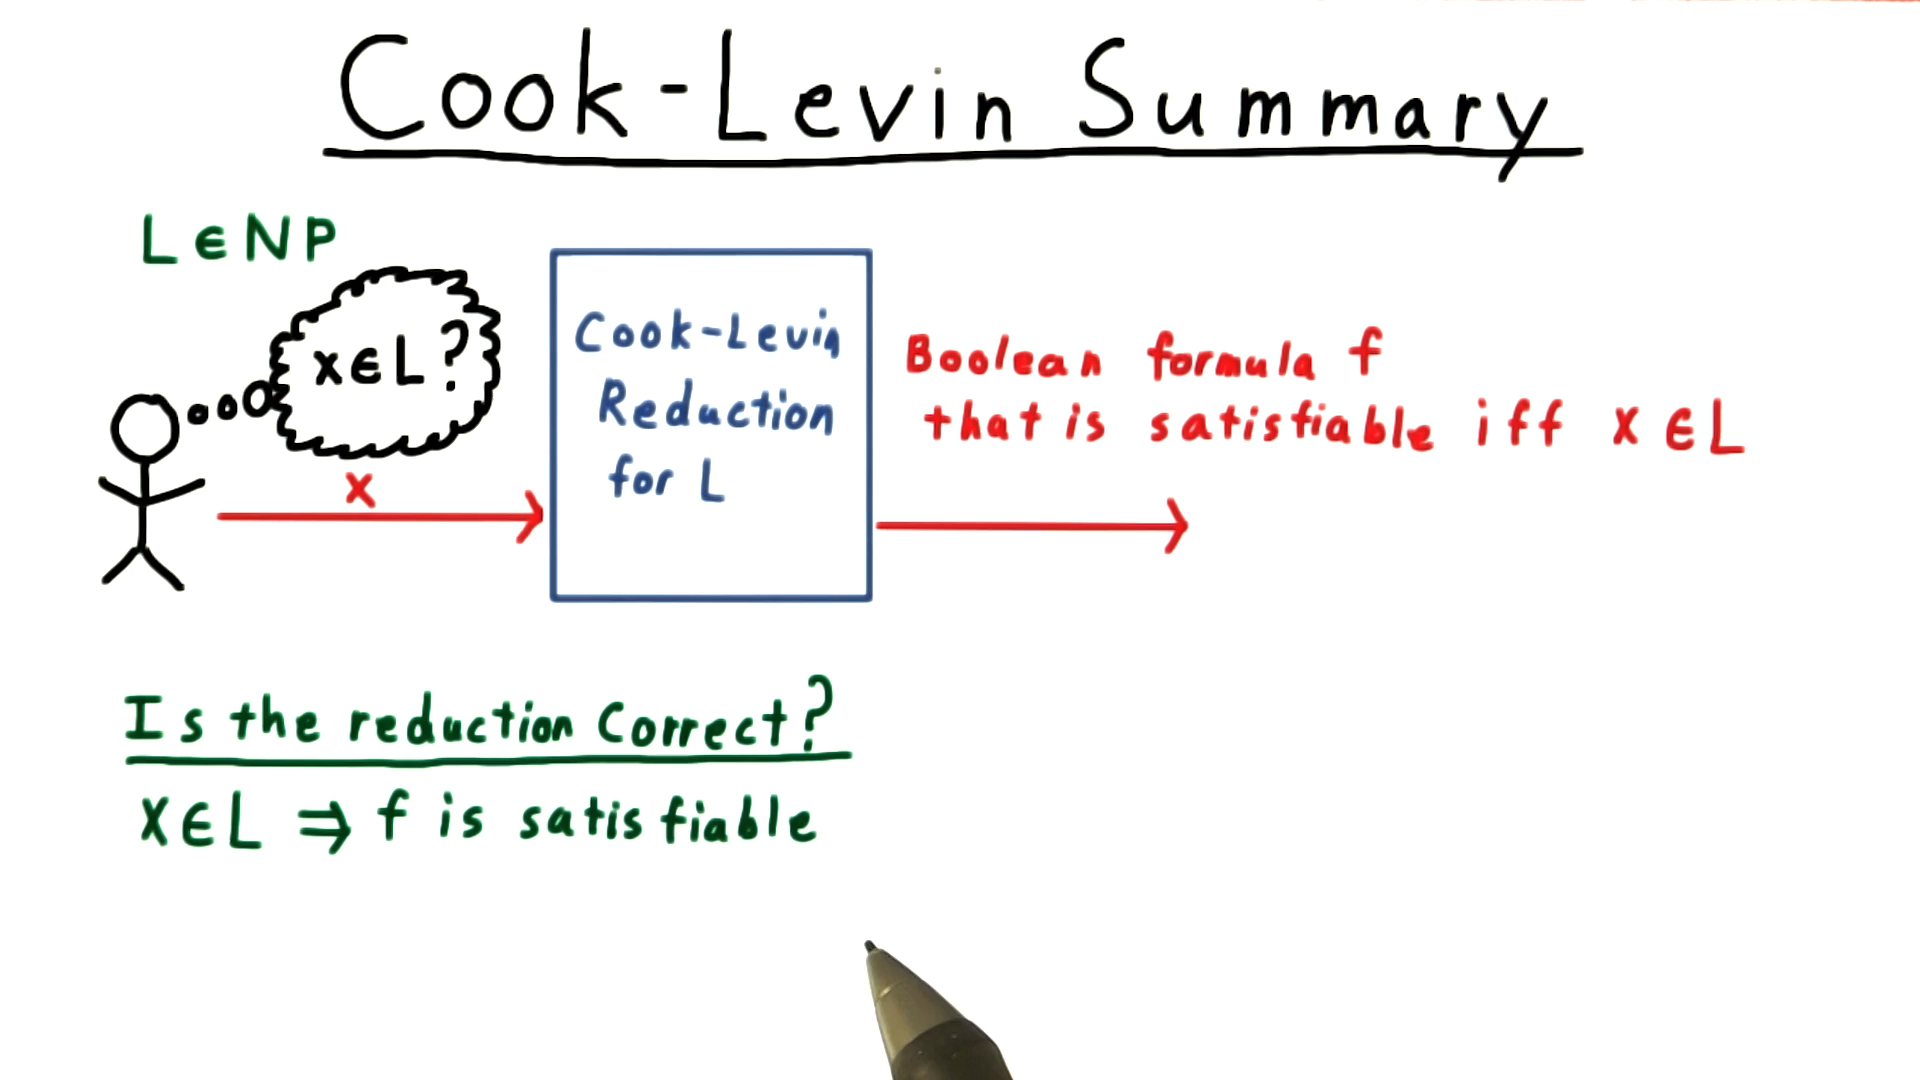 Cook-Levin Summary
L∈NP
x∈L?
x
Cook-Levin
Reduction
for L
Boolean formula f
that is satisfiable iff x∈L
Is the reduction Correct?
x∈L ⇒ f is satisfiable